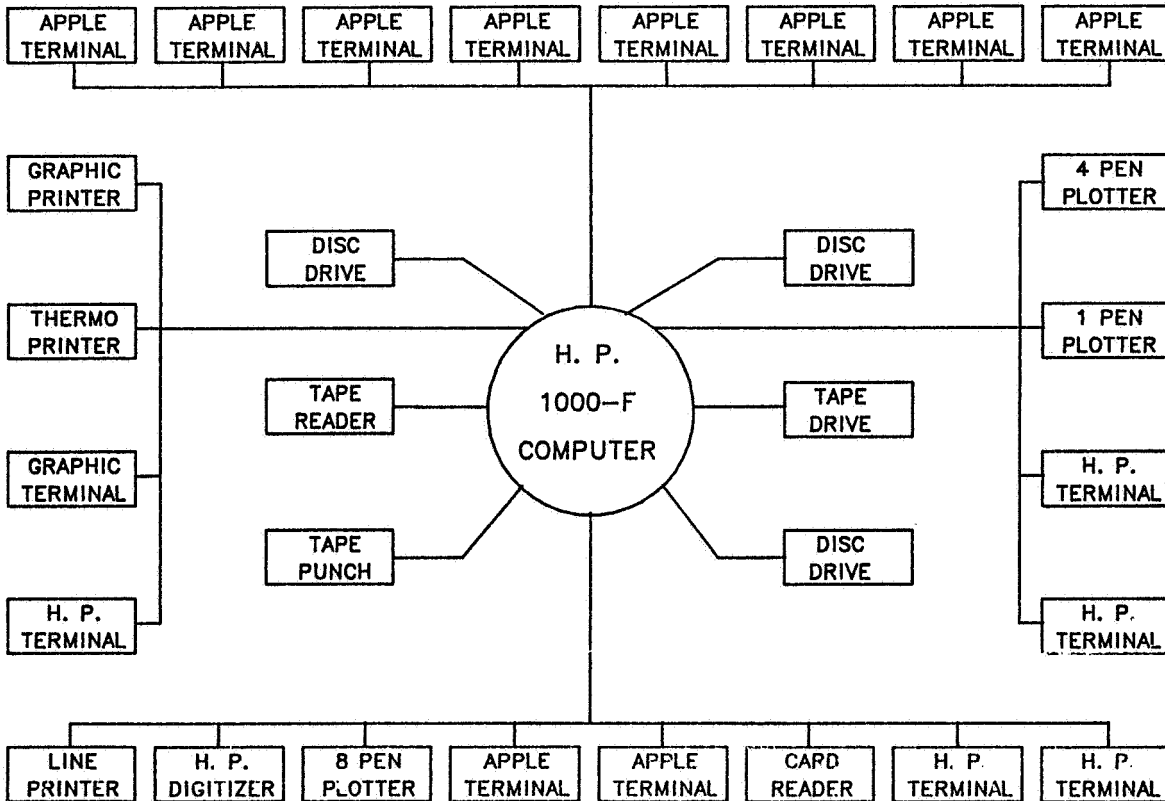 APPLE
TERMINAL
APPLE
TERMINAL
APPLE
TERMINAL
APPLE
TERMINAL
APPLE
TERMINAL
APPLE
TERMINAL
APPLE
TERMINAL
APPLE
TERMINAL
GRAPHIC
PRINTER
4 PEN
PLOTTER
DISC
DRIVE
DISC
DRIVE
THERMO
PRINTER
1 PEN
PLOTTER
H. P.
1000-F
COMPUTER
TAPE
READER
TAPE
DRIVE
GRAPHIC
TERMINAL
H. P.
TERMINAL
TAPE
PUNCH
DISC
DRIVE
H. P.
TERMINAL
H. P.
TERMINAL
LINE
PRINTER
H. P.
DIGITIZER
8 PEN
PLOTTER
APPLE
TERMINAL
APPLE
TERMINAL
CARD
READER
H. P.
TERMINAL
H. P.
TERMINAL